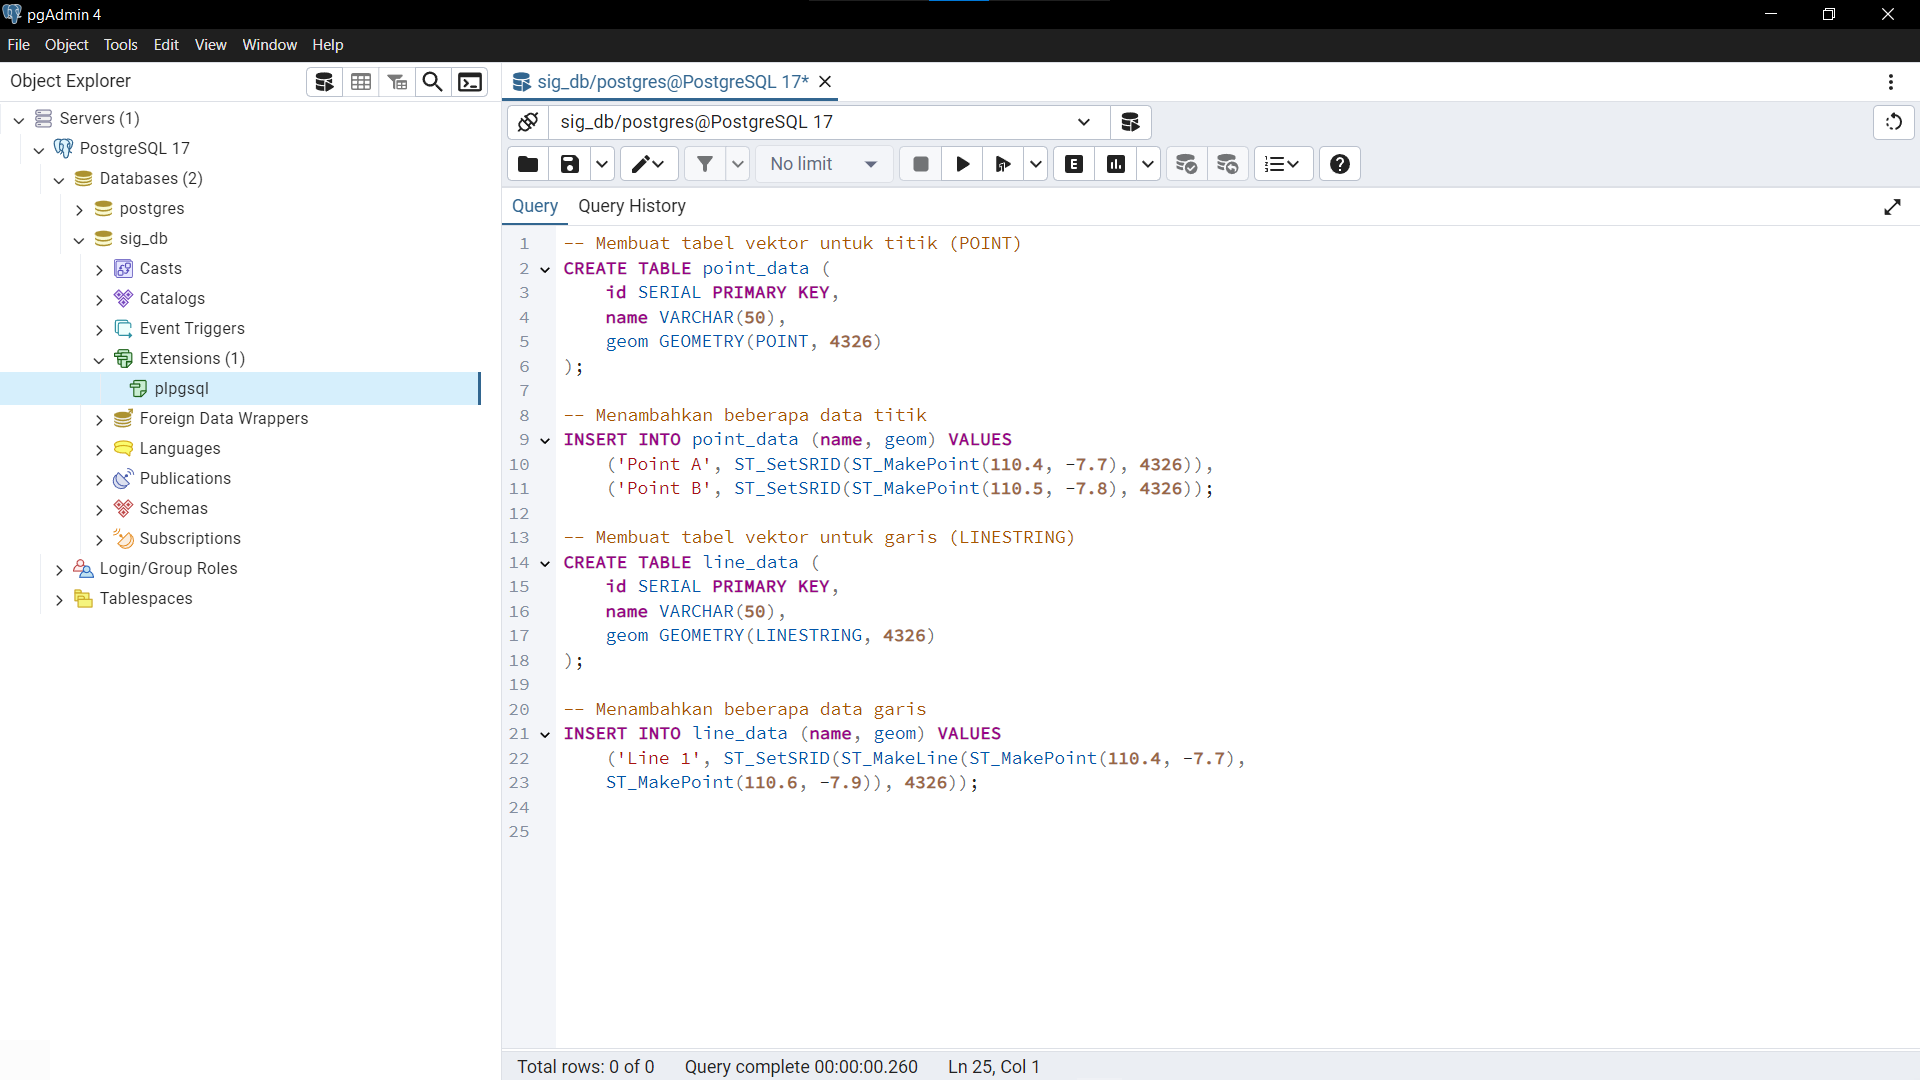 pgAdmin 4
File Object Tools Edit View Window Help
Object Explorer
sig_db/postgres@PostgreSQL 17*
Servers (1)
PostgreSQL 17
Databases (2)
postgres
sig_db
Casts
Catalogs
Event Triggers
Extensions (1)
plpgsql
Foreign Data Wrappers
Languages
Publications
Schemas
Subscriptions
Login/Group Roles
Tablespaces
sig_db/postgres@PostgreSQL 17
No limit
E
Query Query History
1 -- Membuat tabel vektor untuk titik (POINT)
2 CREATE TABLE point_data (
3 id SERIAL PRIMARY KEY,
4 name VARCHAR(50),
5 geom GEOMETRY(POINT, 4326)
6 );
7
8 -- Menambahkan beberapa data titik
9 INSERT INTO point_data (name, geom) VALUES
10 ('Point A', ST_SetSRID(ST_MakePoint(110.4, -7.7), 4326)),
11 ('Point B', ST_SetSRID(ST_MakePoint(110.5, -7.8), 4326));
12
13 -- Membuat tabel vektor untuk garis (LINESTRING)
14 CREATE TABLE line_data (
15 id SERIAL PRIMARY KEY,
16 name VARCHAR(50),
17 geom GEOMETRY(LINESTRING, 4326)
18 );
19
20 -- Menambahkan beberapa data garis
21 INSERT INTO line_data (name, geom) VALUES
22 ('Line 1', ST_SetSRID(ST_MakeLine(ST_MakePoint(110.4, -7.7),
23 ST_MakePoint(110.6, -7.9)), 4326));
24
25
Total rows: 0 of 0 Query complete 00:00:00.260 Ln 25, Col 1